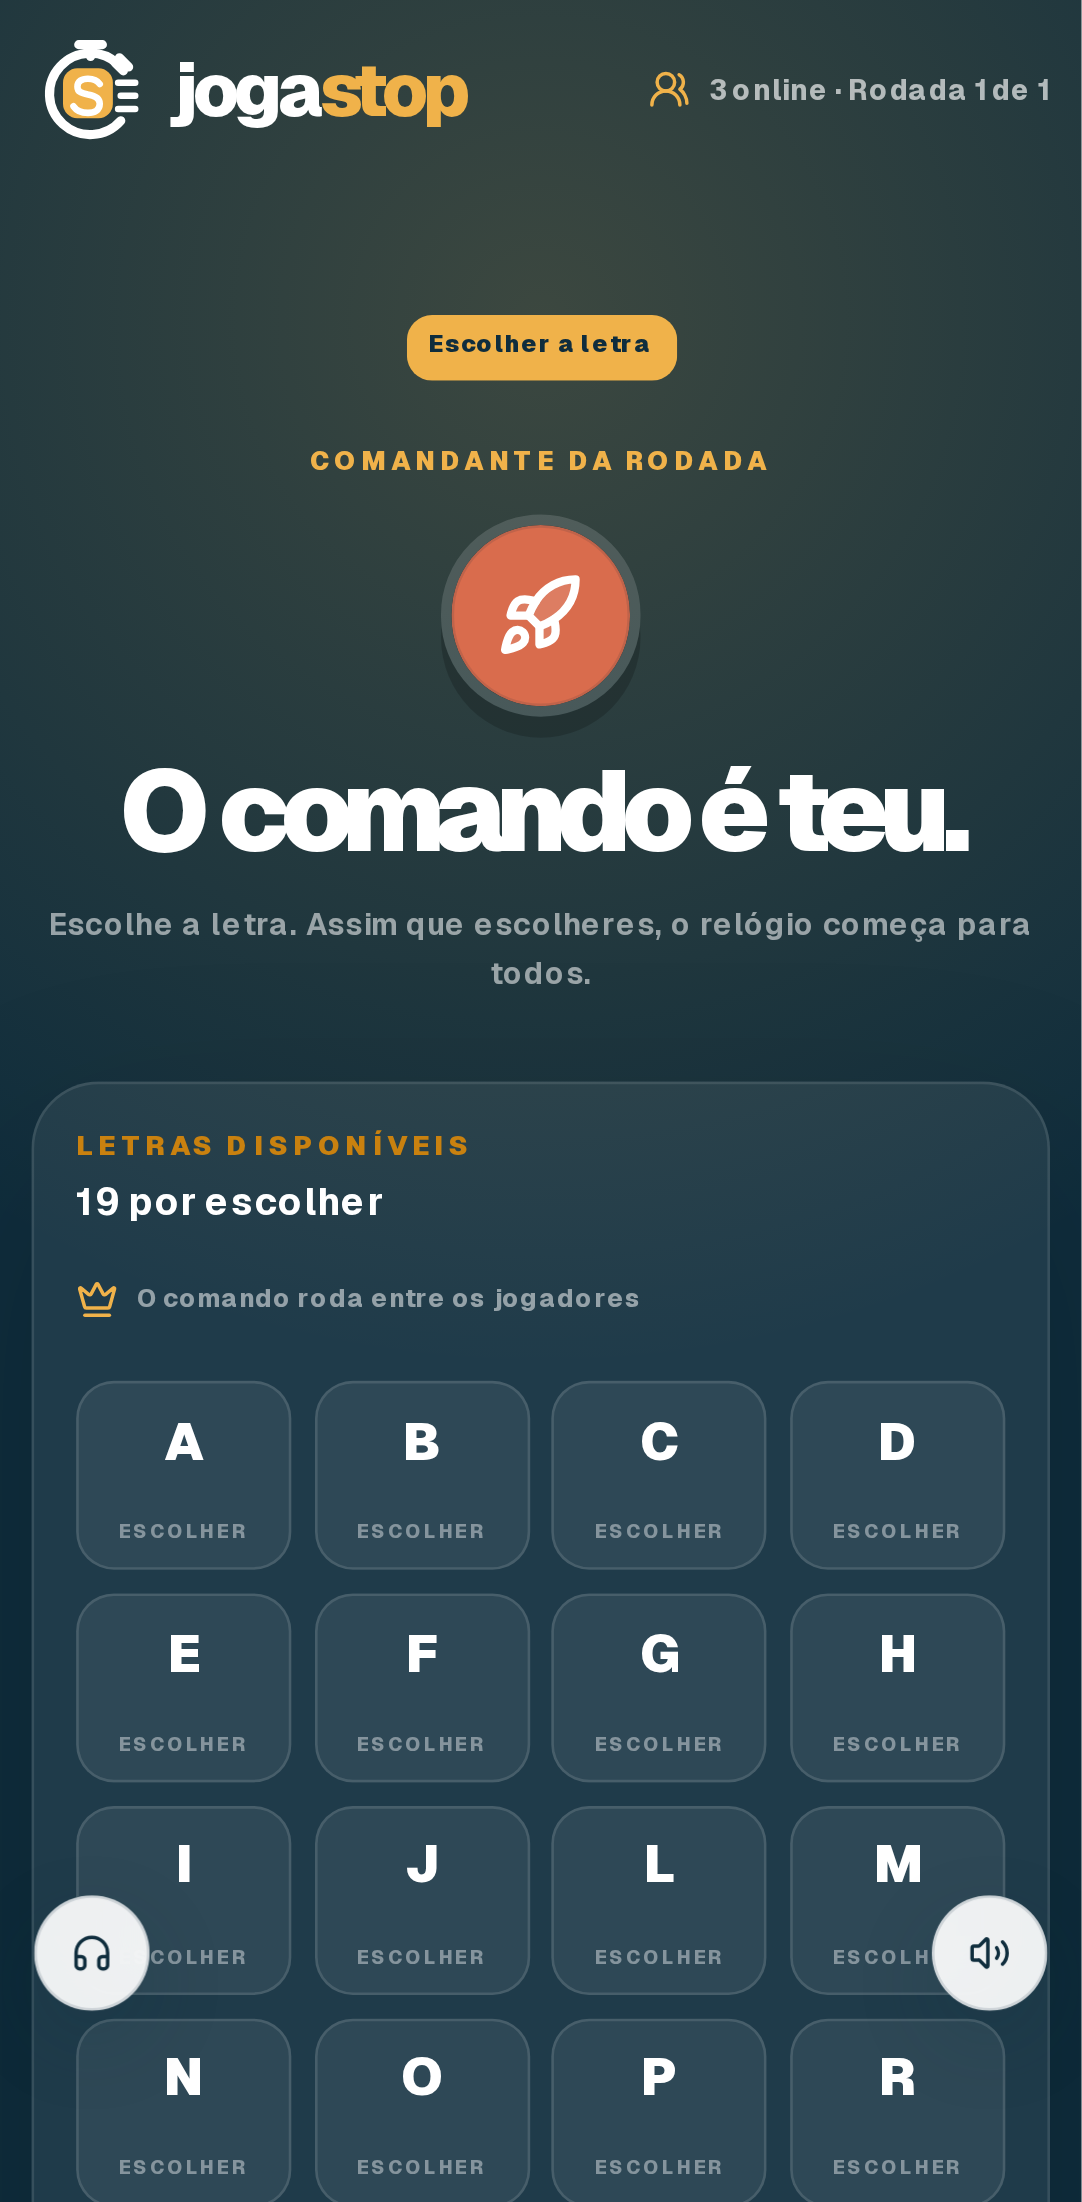 S jogastop
3 online · Rodada 1 de 1
Escolher a letra
COMANDANTE DA RODADA
O comando é teu.
Escolhe a letra. Assim que escolheres, o relógio começa para
todos.
LETRAS DISPONÍVEIS
19 por escolher
O comando roda entre os jogadores
A B C D
ESCOLHER ESCOLHER ESCOLHER ESCOLHER
E F G H
ESCOLHER ESCOLHER ESCOLHER ESCOLHER
I J L M
COLHER ESCOLHER ESCOLHER ESCOLH
N O P R
ESCOLHER ESCOLHER ESCOLHER ESCOLHER